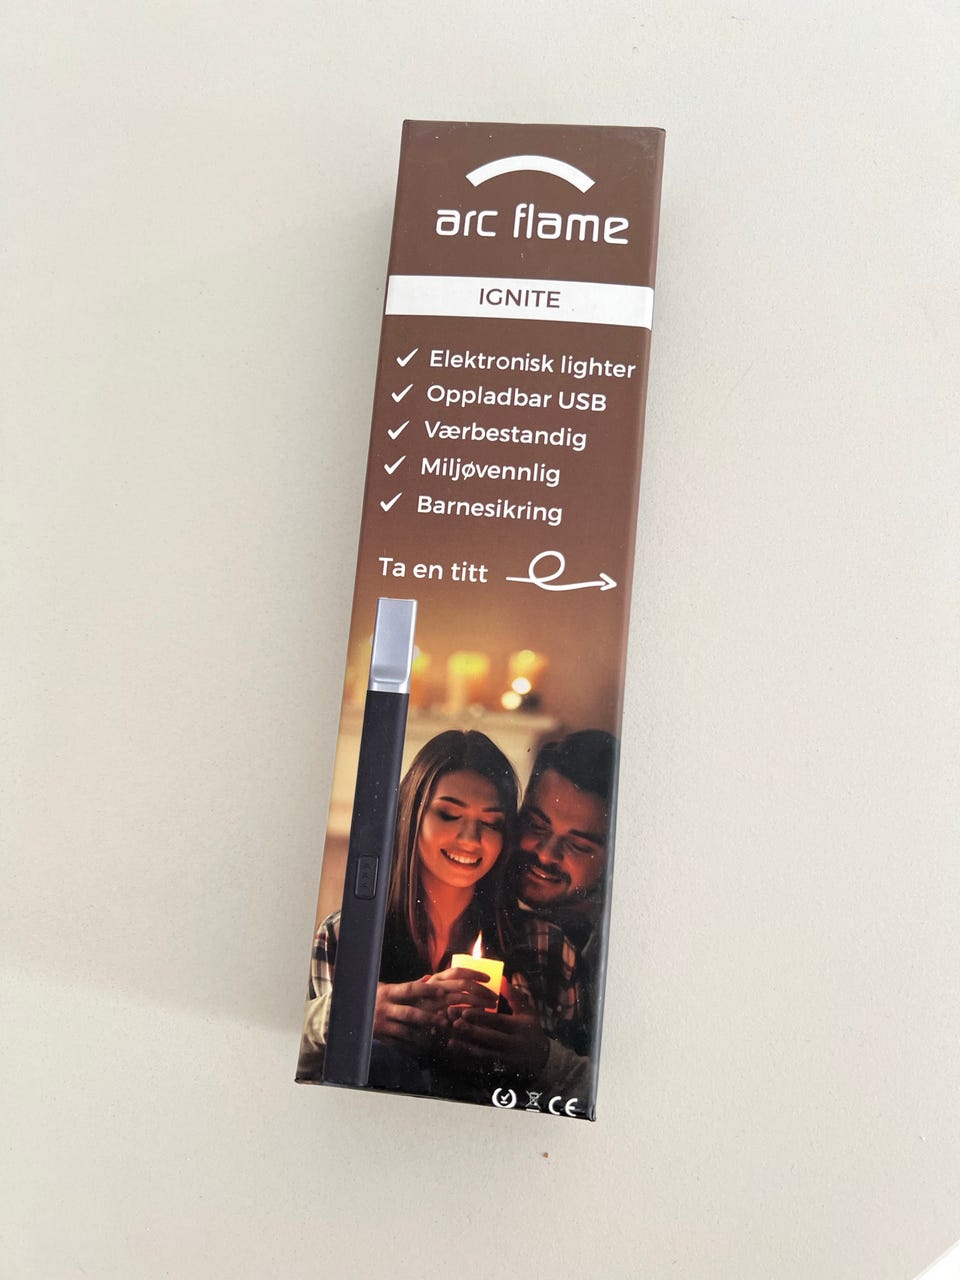 arc flame
IGNITE
Elektronisk lighter
Oppladbar USB
Værbestandig
Miljøvennlig
Barnesikring
Ta en titt
CE